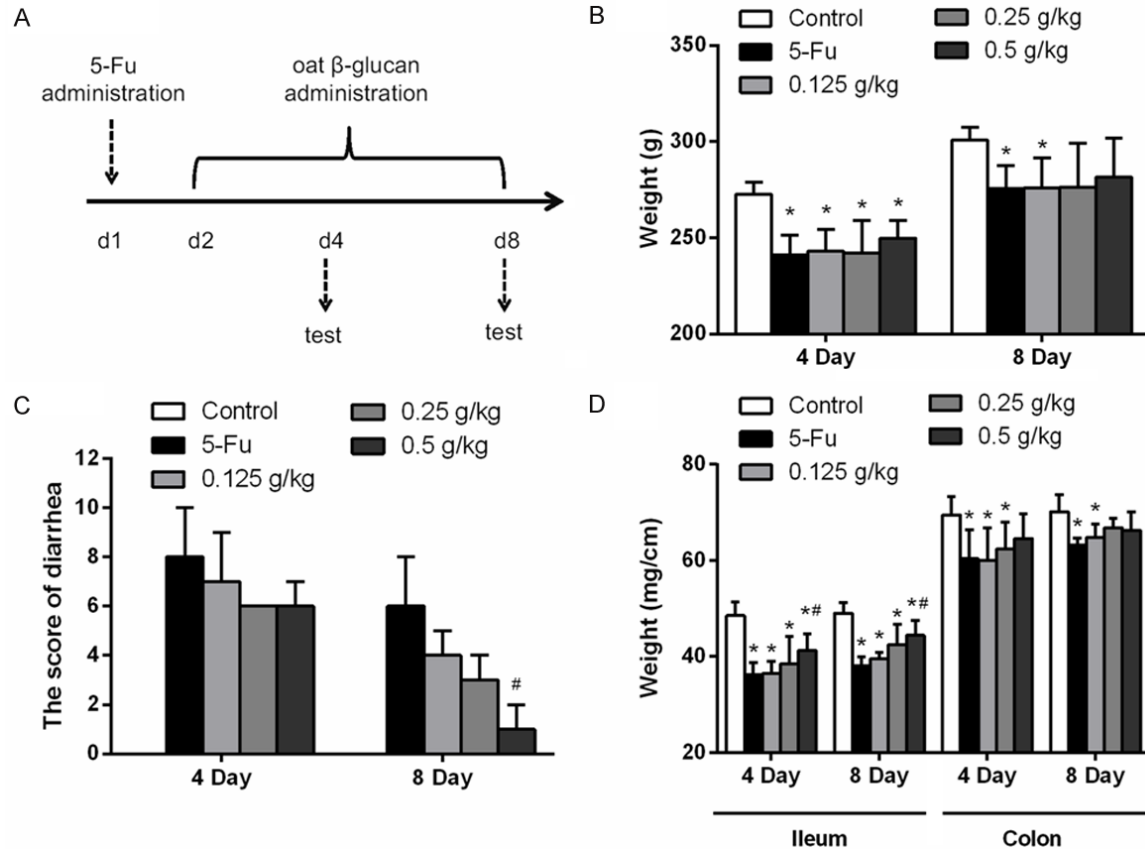 A
5-Fu
administration
oat β-glucan
administration
d1
d2
d4
d8
test
test
B
Control
5-Fu
0.125 g/kg
0.25 g/kg
0.5 g/kg
Weight (g)
350
300
250
200
* * * *
* *
4 Day
8 Day
C
Control
5-Fu
0.125 g/kg
0.25 g/kg
0.5 g/kg
The score of diarrhea
12
10
8
6
4
2
0
#
4 Day
8 Day
D
Control
5-Fu
0.125 g/kg
0.25 g/kg
0.5 g/kg
Weight (mg/cm)
80
60
40
20
* * * *#
* * * *#
* * *
* *
4 Day
8 Day
4 Day
8 Day
Ileum
Colon